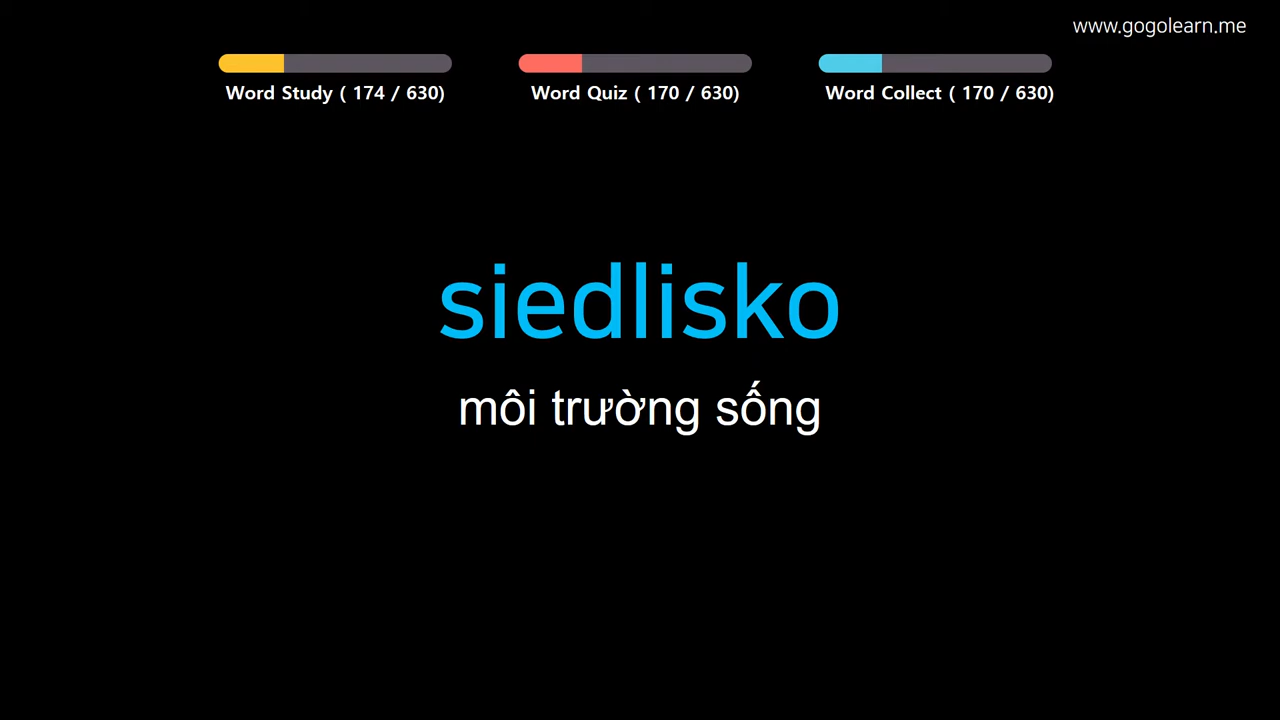 www.gogolearn.me
Word Study ( 174 / 630)
Word Quiz ( 170 / 630)
Word Collect ( 170 / 630)
siedlisko
môi trường sống